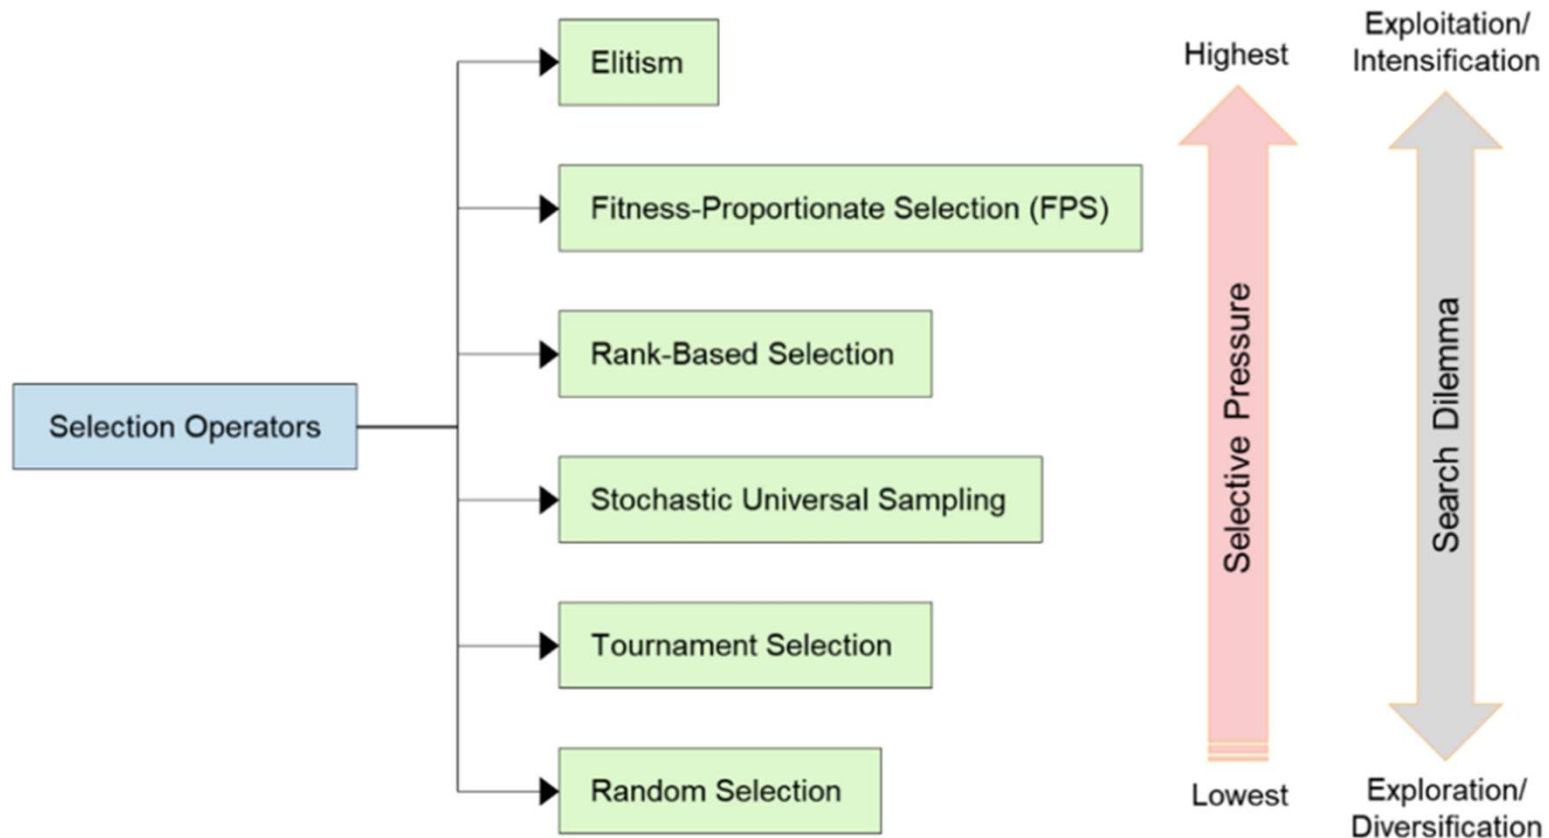 Elitism
Fitness-Proportionate Selection (FPS)
Rank-Based Selection
Selection Operators
Stochastic Universal Sampling
Tournament Selection
Random Selection
Highest
Selective Pressure
Lowest
Exploitation/
Intensification
Search Dilemma
Exploration/
Diversification